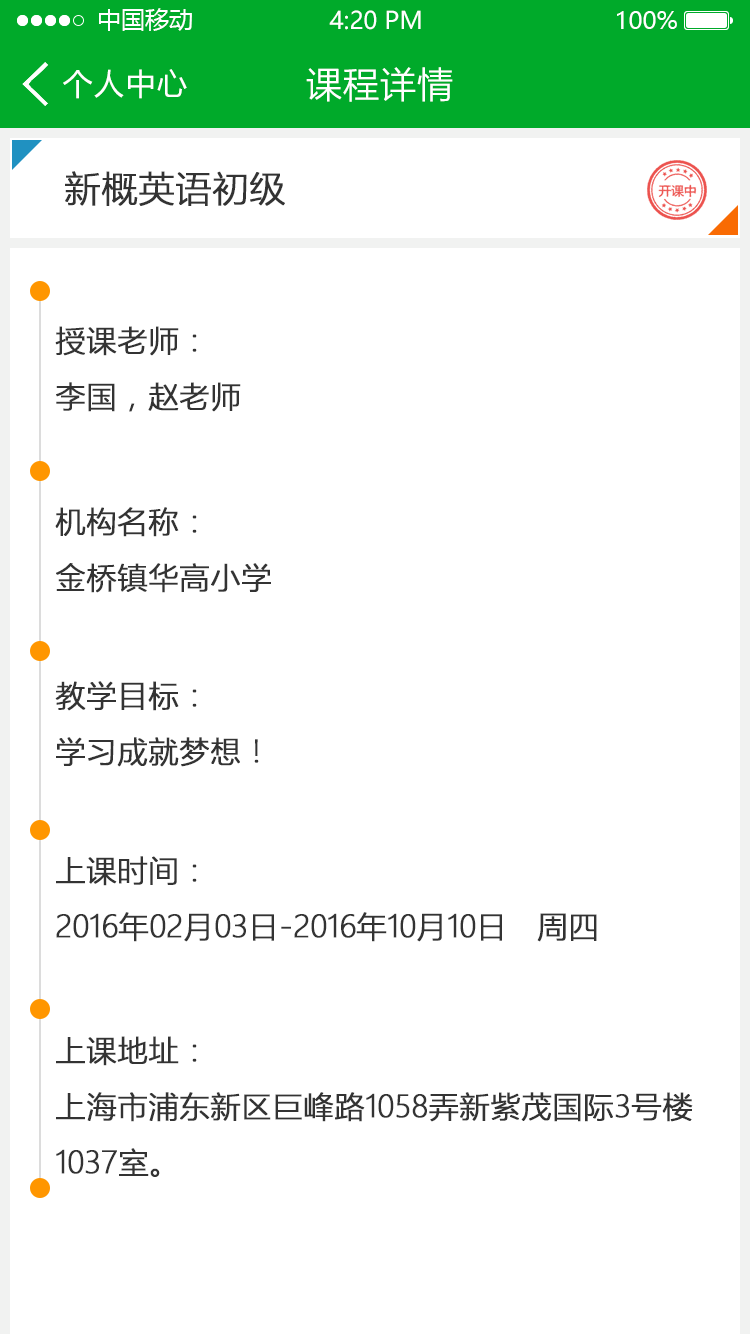 中国移动 4:20 PM 100%
个人中心 课程详情
新概英语初级
开课中
授课老师：
李国，赵老师
机构名称：
金桥镇华高小学
教学目标：
学习成就梦想！
上课时间：
2016年02月03日-2016年10月10日 周四
上课地址：
上海市浦东新区巨峰路1058弄新紫茂国际3号楼
1037室。